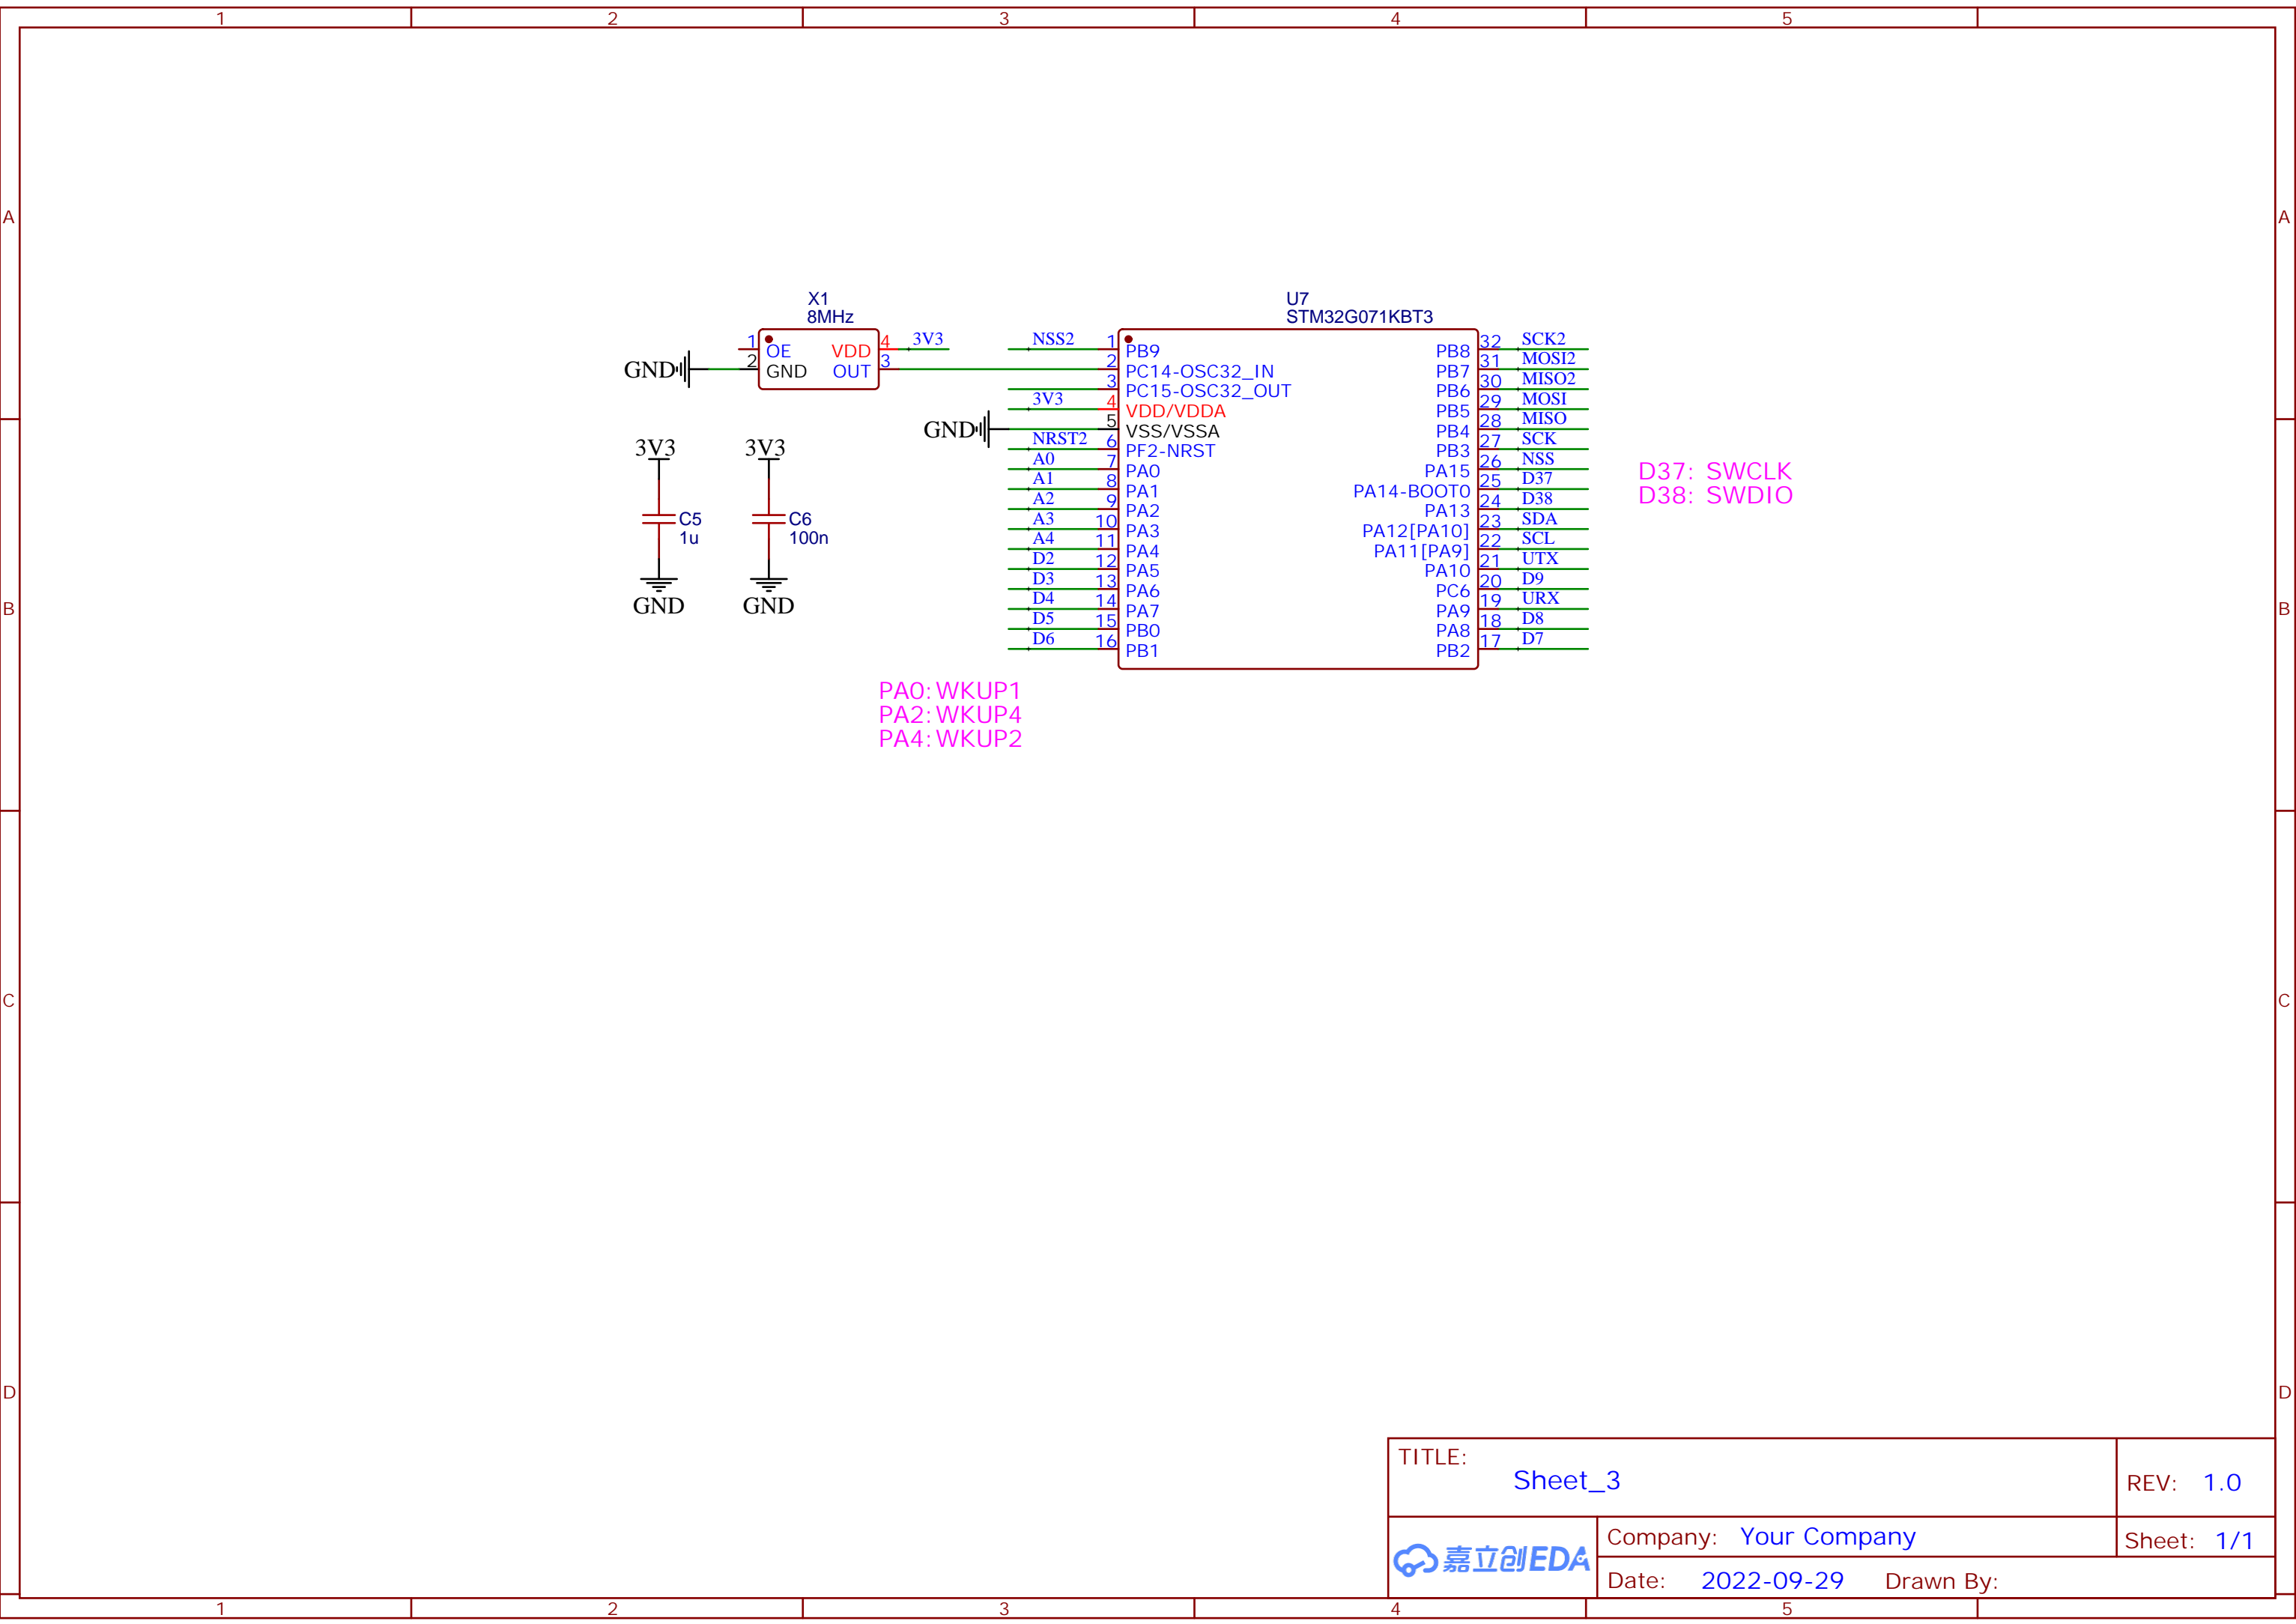 1 2 3 4 5
A A
X1
8MHz
U7
STM32G071KBT3
1 OE VDD 4 3V3
GND 2 GND OUT 3
NSS2 1 PB9 PB8 32 SCK2
2 PC14-OSC32_IN PB7 31 MOSI2
3 PC15-OSC32_OUT PB6 30 MISO2
3V3 4 VDD/VDDA PB5 29 MOSI
GND 5 VSS/VSSA PB4 28 MISO
NRST2 6 PF2-NRST PB3 27 SCK
A0 7 PA0 PA15 26 NSS
A1 8 PA1 PA14-BOOT0 25 D37
A2 9 PA2 PA13 24 D38
A3 10 PA3 PA12[PA10] 23 SDA
A4 11 PA4 PA11[PA9] 22 SCL
D2 12 PA5 PA10 21 UTX
D3 13 PA6 PC6 20 D9
D4 14 PA7 PA9 19 URX
D5 15 PB0 PA8 18 D8
D6 16 PB1 PB2 17 D7
3V3 3V3
C5 C6
1u 100n
GND GND
D37: SWCLK
D38: SWDIO
B B
PA0:WKUP1
PA2:WKUP4
PA4:WKUP2
C C
D D
TITLE:
Sheet_3
REV: 1.0
嘉立创EDA
Company: Your Company
Sheet: 1/1
Date: 2022-09-29 Drawn By:
1 2 3 4 5